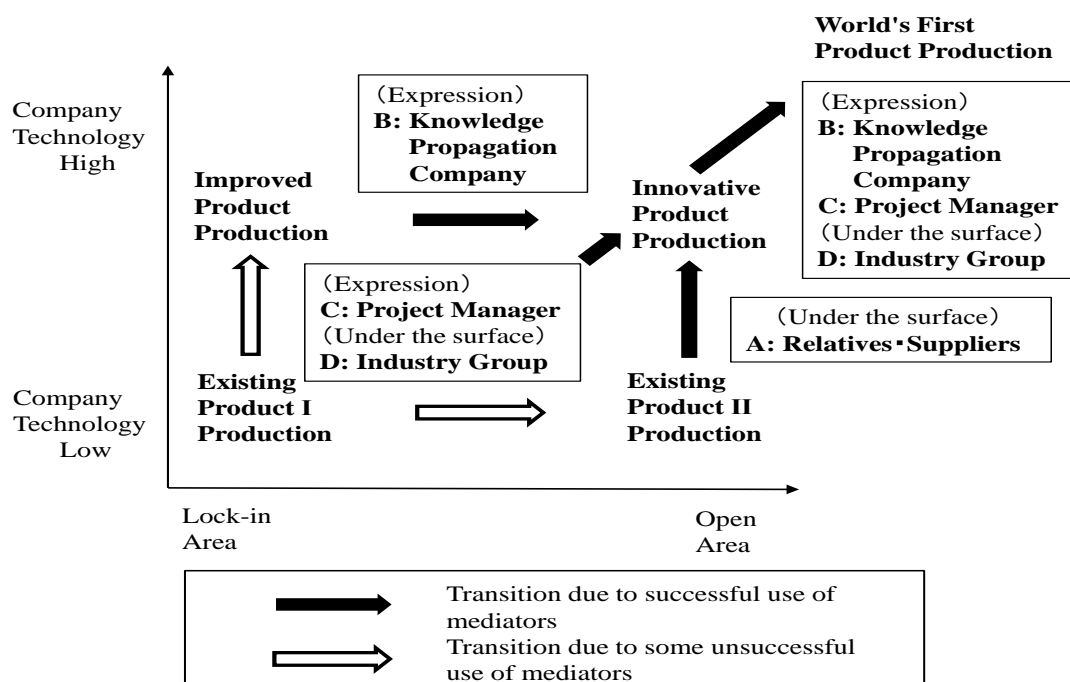 World's First
Product Production
Company
Technology
High
（Expression）
B: Knowledge
Propagation
Company
（Expression）
B: Knowledge
Propagation
Company
C: Project Manager
（Under the surface）
D: Industry Group
Improved
Product
Production
Innovative
Product
Production
（Expression）
C: Project Manager
（Under the surface）
D: Industry Group
（Under the surface）
A: Relatives・Suppliers
Company
Technology
Low
Existing
Product I
Production
Existing
Product II
Production
Lock-in
Area
Open
Area
Transition due to successful use of
mediators
Transition due to some unsuccessful
use of mediators